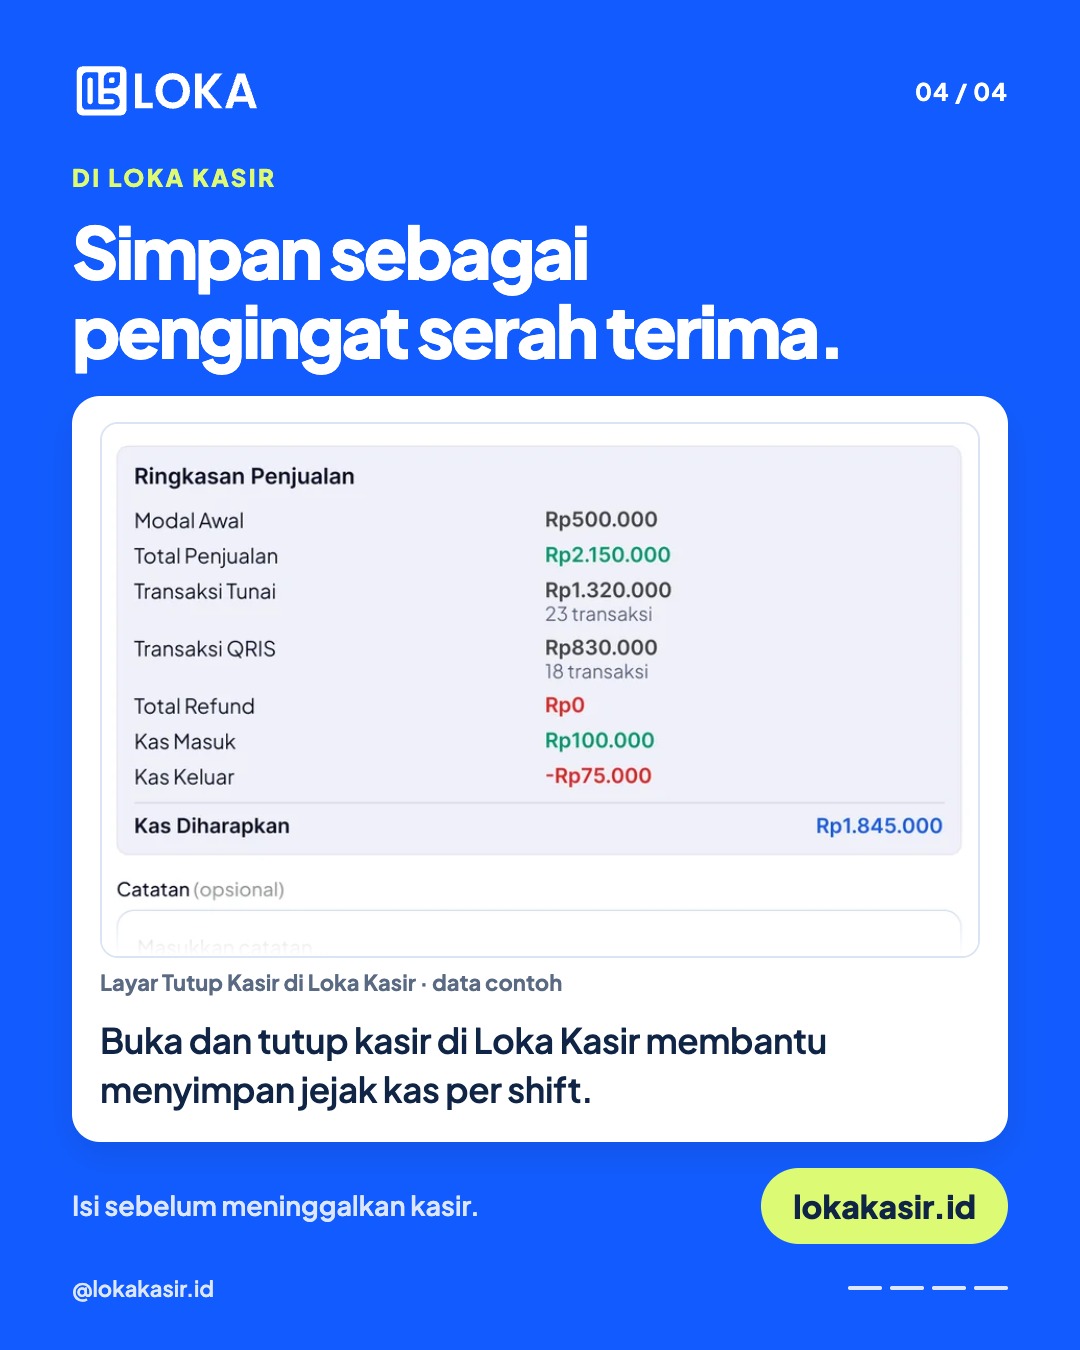 LOKA
04 / 04
DI LOKA KASIR
Simpan sebagai
pengingat serah terima.
Ringkasan Penjualan
Modal Awal Rp500.000
Total Penjualan Rp2.150.000
Transaksi Tunai Rp1.320.000
23 transaksi
Transaksi QRIS Rp830.000
18 transaksi
Total Refund Rp0
Kas Masuk Rp100.000
Kas Keluar -Rp75.000
Kas Diharapkan Rp1.845.000
Catatan (opsional)
Masukkan catatan
Layar Tutup Kasir di Loka Kasir · data contoh
Buka dan tutup kasir di Loka Kasir membantu
menyimpan jejak kas per shift.
Isi sebelum meninggalkan kasir.
lokakasir.id
@lokakasir.id